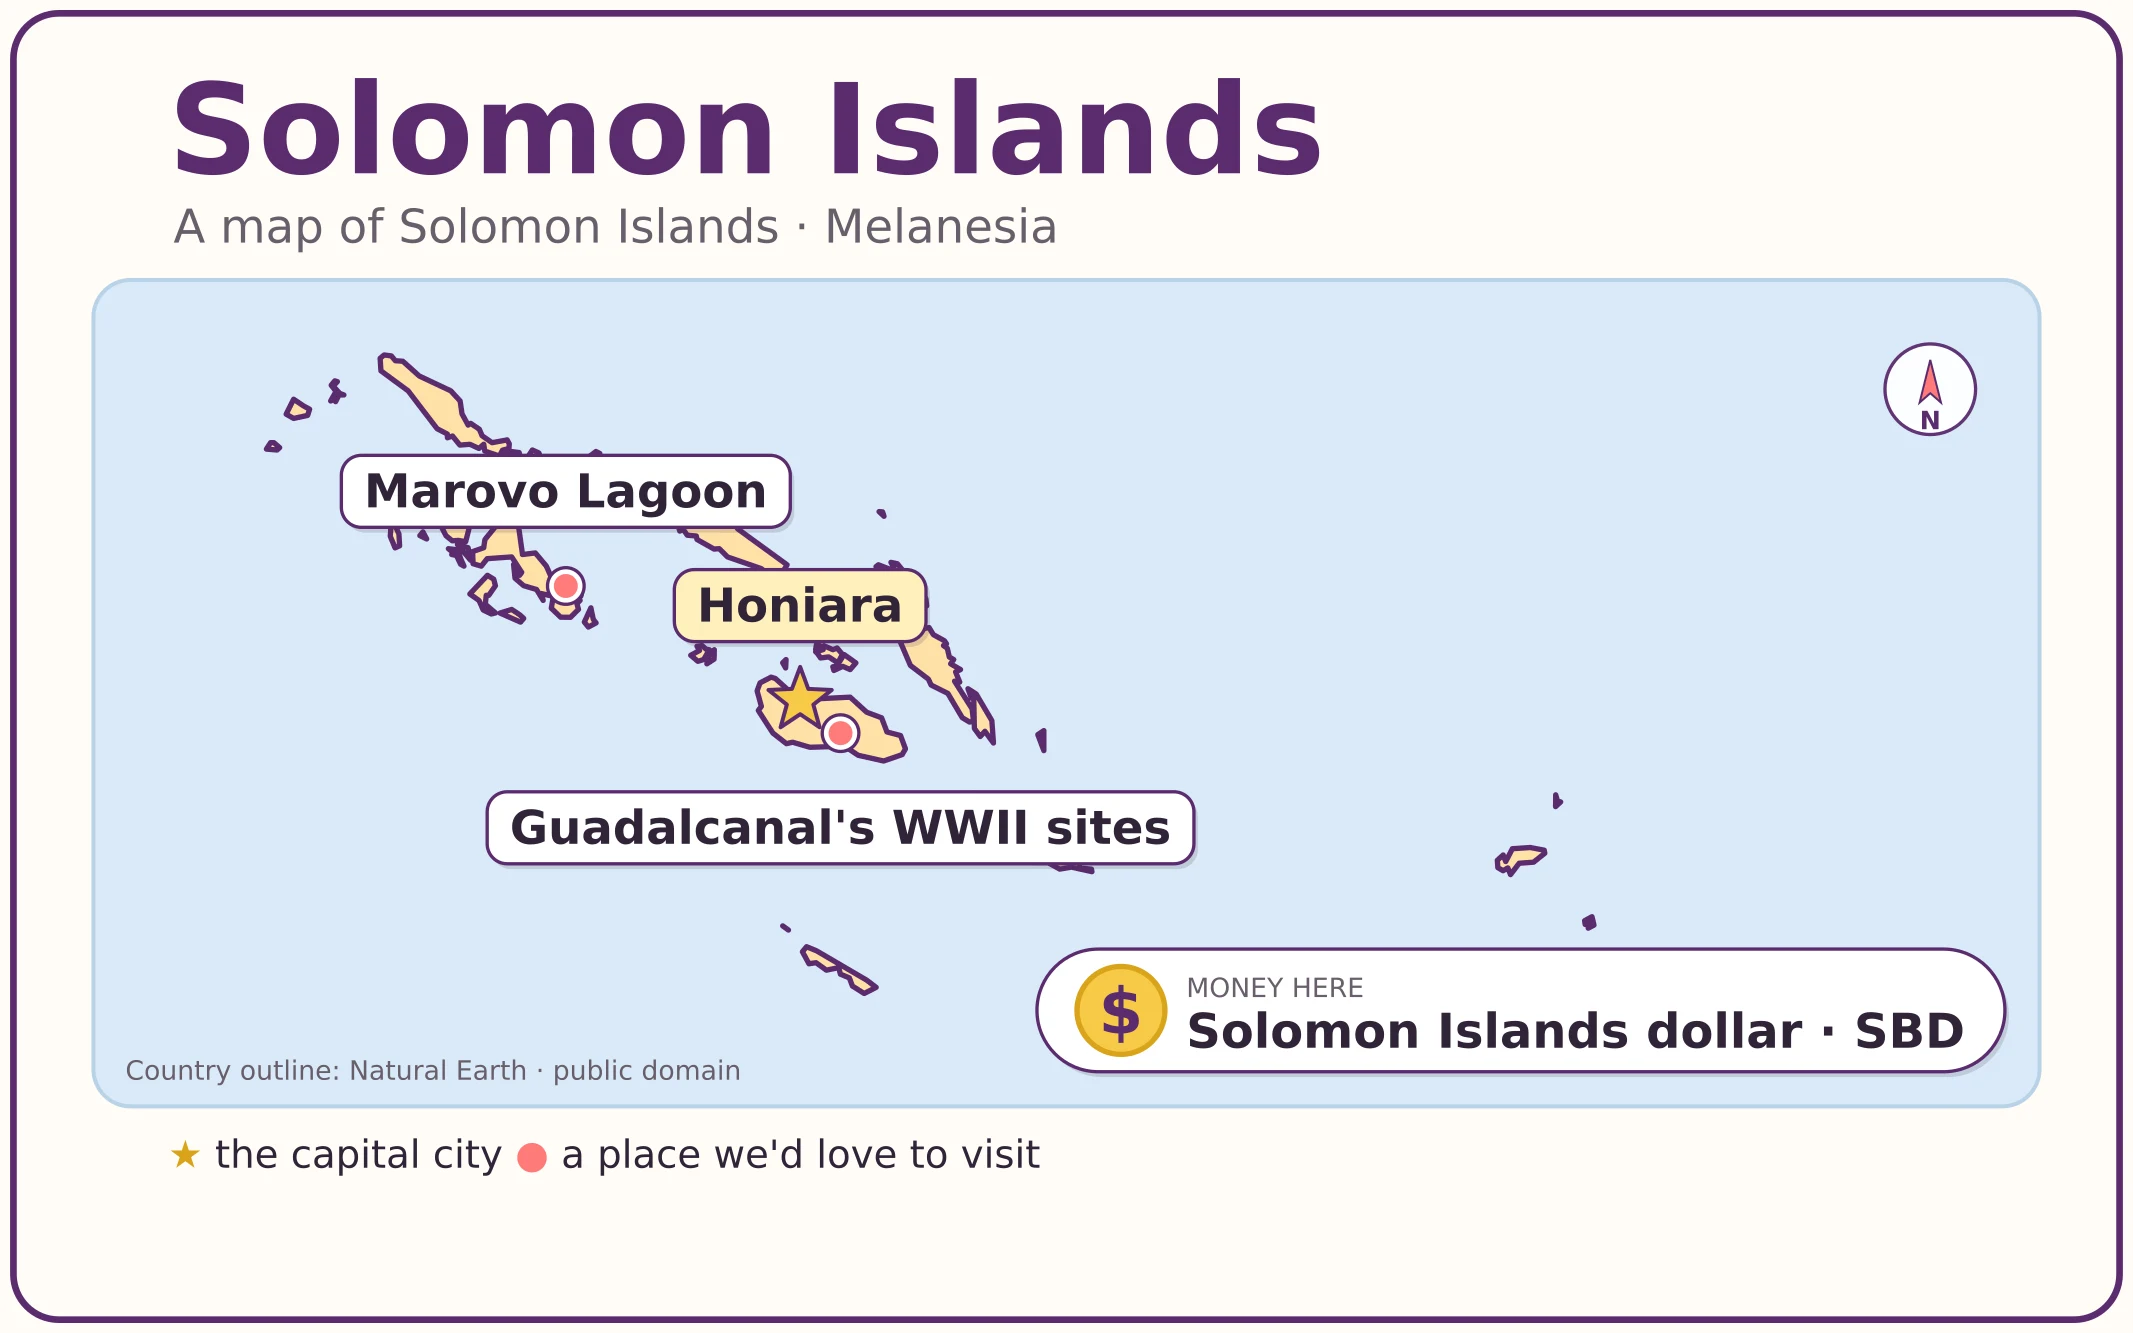 Solomon Islands
A map of Solomon Islands · Melanesia
N
Marovo Lagoon
Honiara
Guadalcanal's WWII sites
$
MONEY HERE
Solomon Islands dollar · SBD
Country outline: Natural Earth · public domain
★ the capital city ● a place we'd love to visit